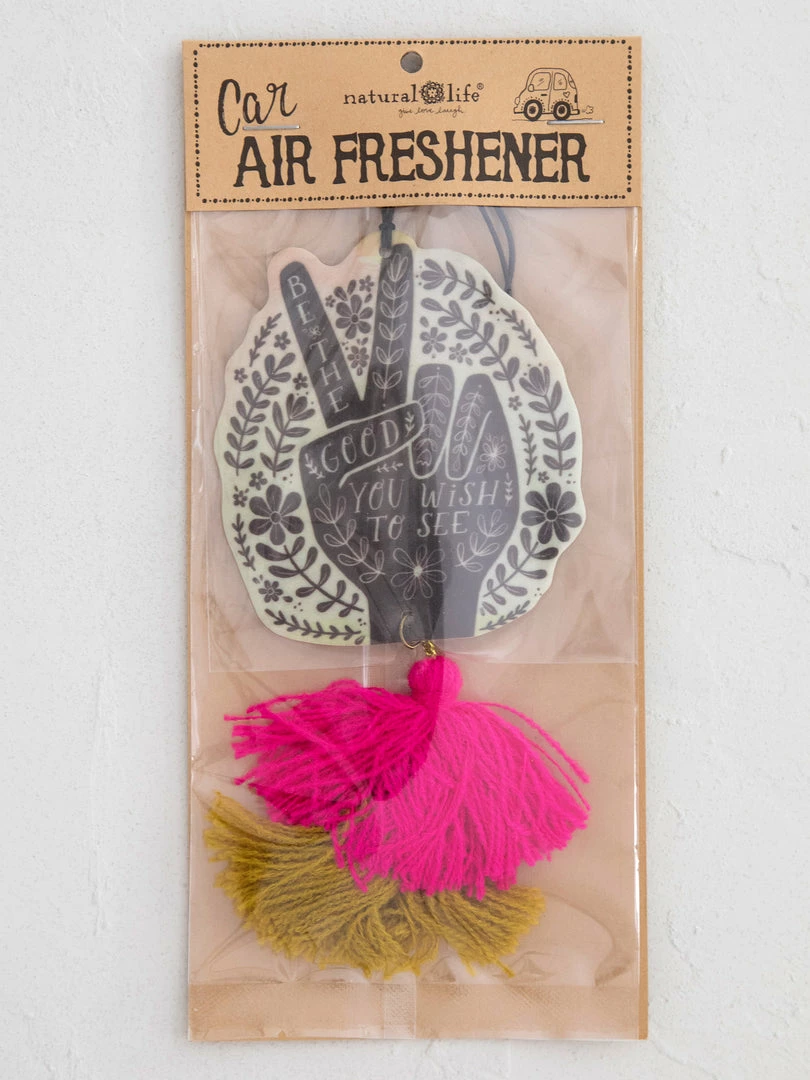 Car
natural life®
give love laugh
AIR FRESHENER
BE THE
GOOD
YOU WISH
TO SEE